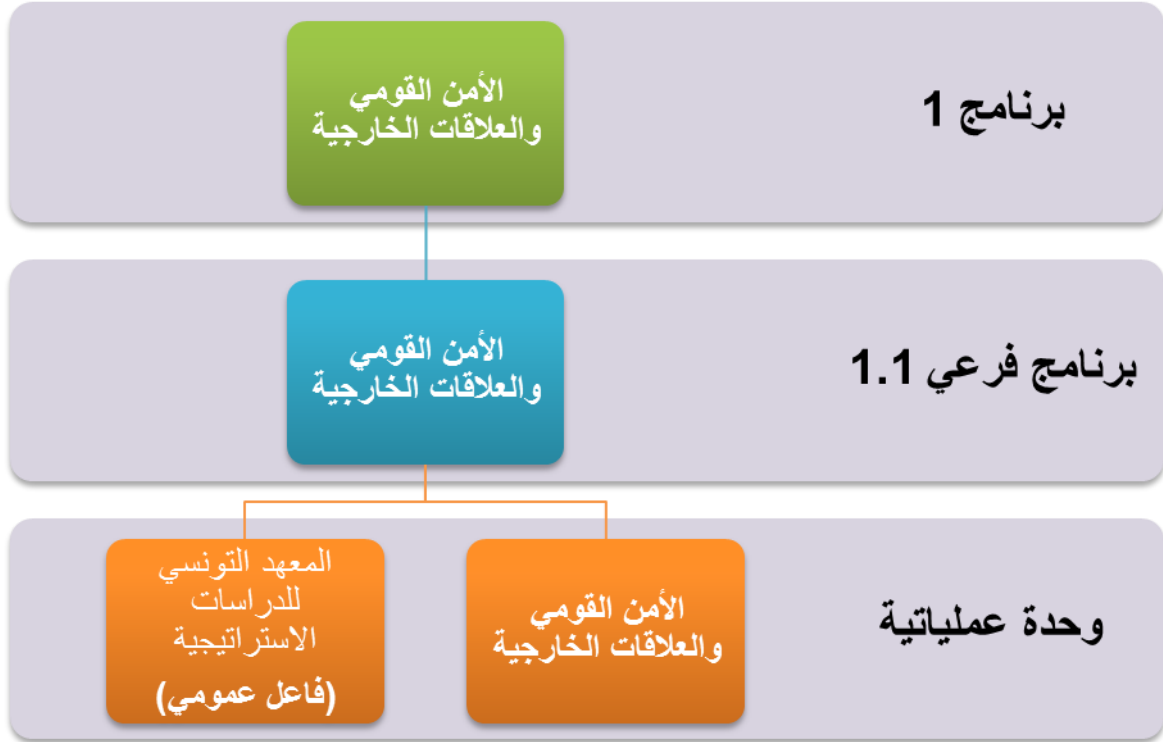 برنامج 1
الأمن القومي
والعلاقات الخارجية
برنامج فرعي 1.1
الأمن القومي
والعلاقات الخارجية
وحدة عملياتية
الأمن القومي
والعلاقات الخارجية
المعهد التونسي
للدراسات
الاستراتيجية
(فاعل عمومي)